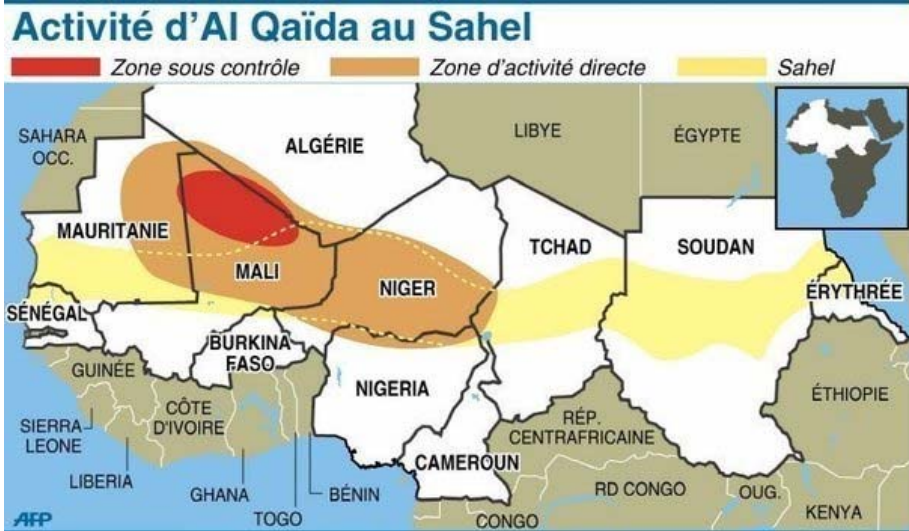 Activité d'Al Qaïda au Sahel
Zone sous contrôle
Zone d'activité directe
Sahel
SAHARA
OCC.
ALGÉRIE
LIBYE
ÉGYPTE
MAURITANIE
MALI
NIGER
TCHAD
SOUDAN
ÉRYTHRÉE
SÉNÉGAL
BURKINA
FASO
NIGERIA
GUINÉE
CÔTE
D'IVOIRE
SIERRA
LEONE
LIBERIA
GHANA
TOGO
BÉNIN
CAMEROUN
RÉP.
CENTRAFRICAINE
ÉTHIOPIE
RD CONGO
OUG.
KENYA
CONGO
AFP